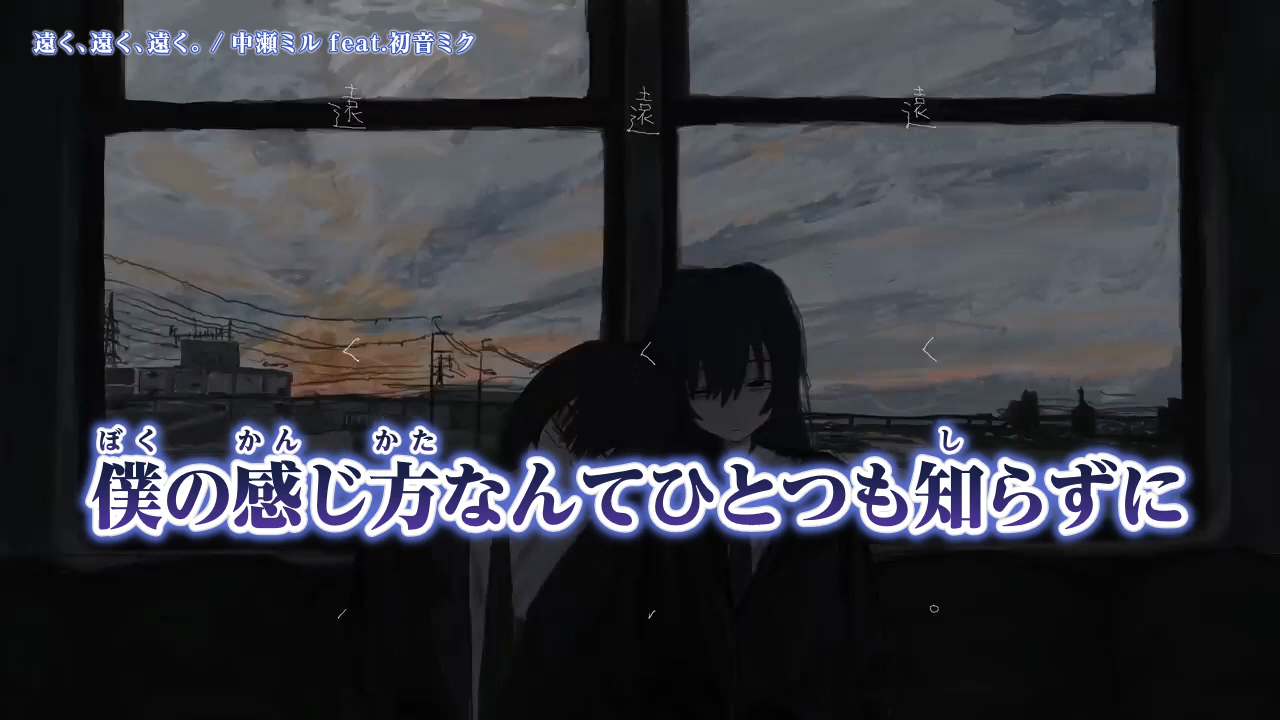 遠く、遠く、遠く。 / 中瀬ミル feat.初音ミク
遠 遠 遠
く く く
、 、 。
ぼく かん かた し
僕の感じ方なんてひとつも知らずに